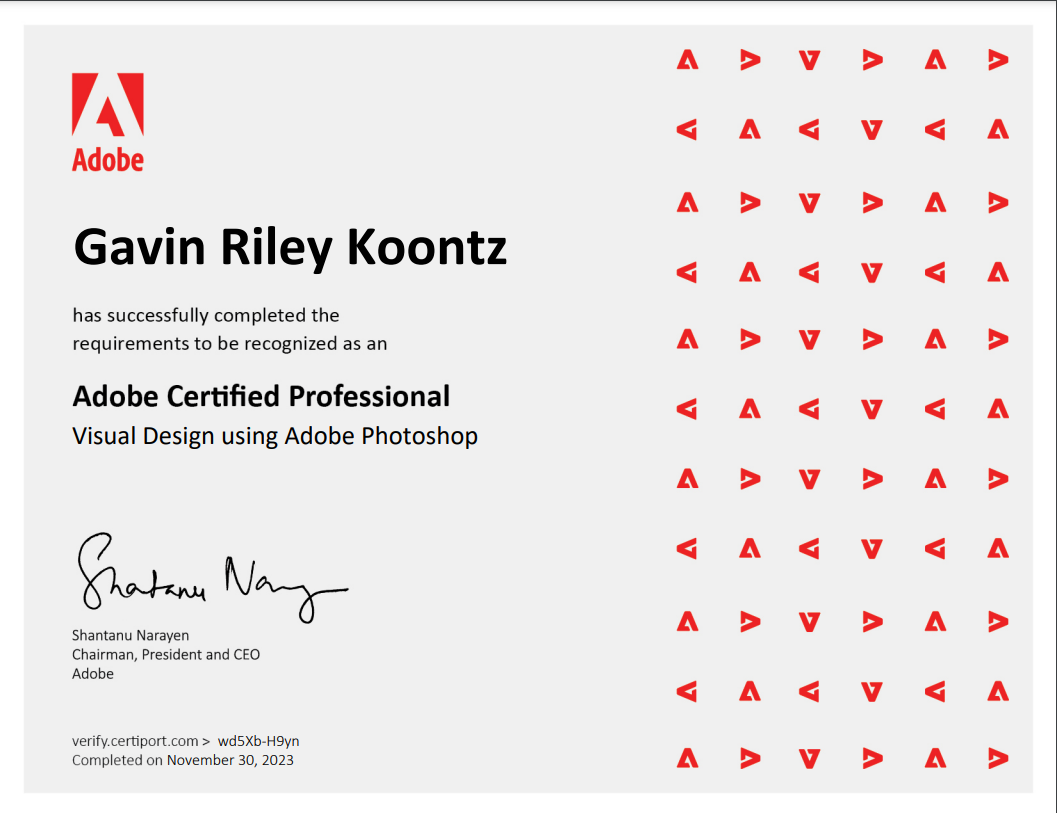 Adobe
Gavin Riley Koontz
has successfully completed the
requirements to be recognized as an
Adobe Certified Professional
Visual Design using Adobe Photoshop
Shantanu Narayen
Shantanu Narayen
Chairman, President and CEO
Adobe
verify.certiport.com > wd5Xb-H9yn
Completed on November 30, 2023